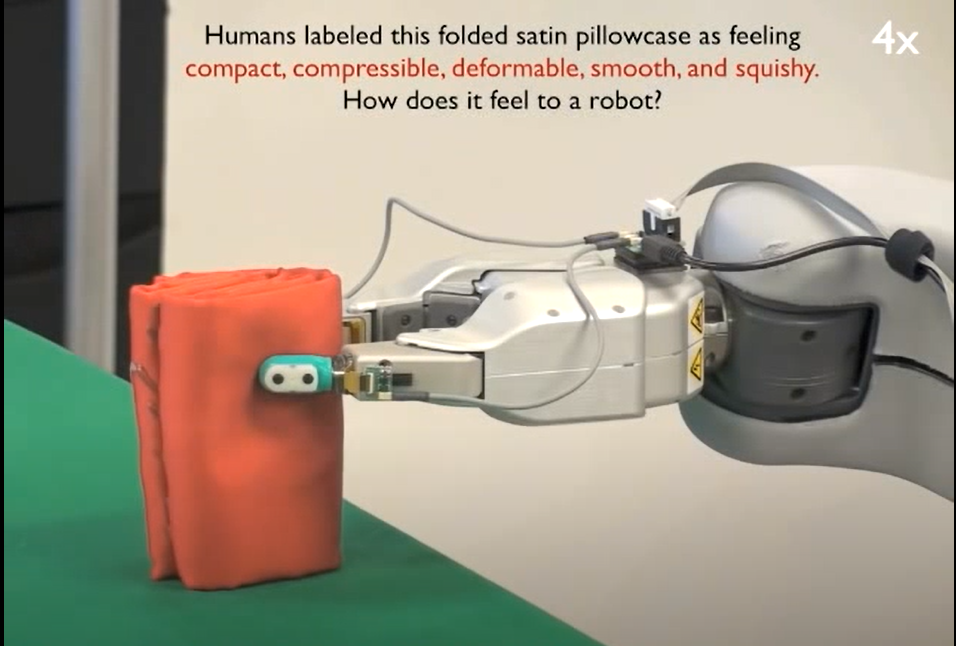 Humans labeled this folded satin pillowcase as feeling
compact, compressible, deformable, smooth, and squishy.
How does it feel to a robot?
4x